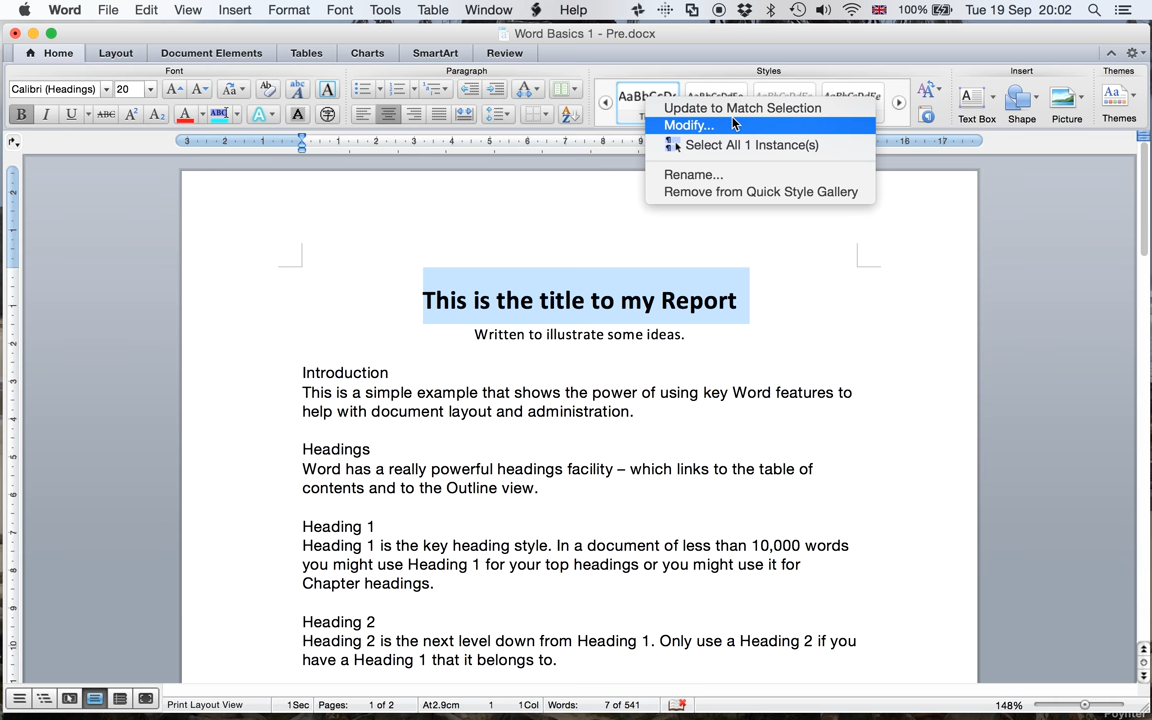 Word File Edit View Insert Format Font Tools Table Window Help 100% Tue 19 Sep 20:02
Word Basics 1 - Pre.docx
Home Layout Document Elements Tables Charts SmartArt Review
Font Paragraph Styles Insert Themes
Calibri (Headings) 20 Aa
AaBbCcDc
Update to Match Selection
Modify...
Select All 1 Instance(s)
Rename...
Remove from Quick Style Gallery
Text Box Shape Picture Themes
This is the title to my Report
Written to illustrate some ideas.
Introduction
This is a simple example that shows the power of using key Word features to
help with document layout and administration.
Headings
Word has a really powerful headings facility – which links to the table of
contents and to the Outline view.
Heading 1
Heading 1 is the key heading style. In a document of less than 10,000 words
you might use Heading 1 for your top headings or you might use it for
Chapter headings.
Heading 2
Heading 2 is the next level down from Heading 1. Only use a Heading 2 if you
have a Heading 1 that it belongs to.
Print Layout View 1Sec Pages: 1 of 2 At2.9cm 1 1Col Words: 7 of 541 148%